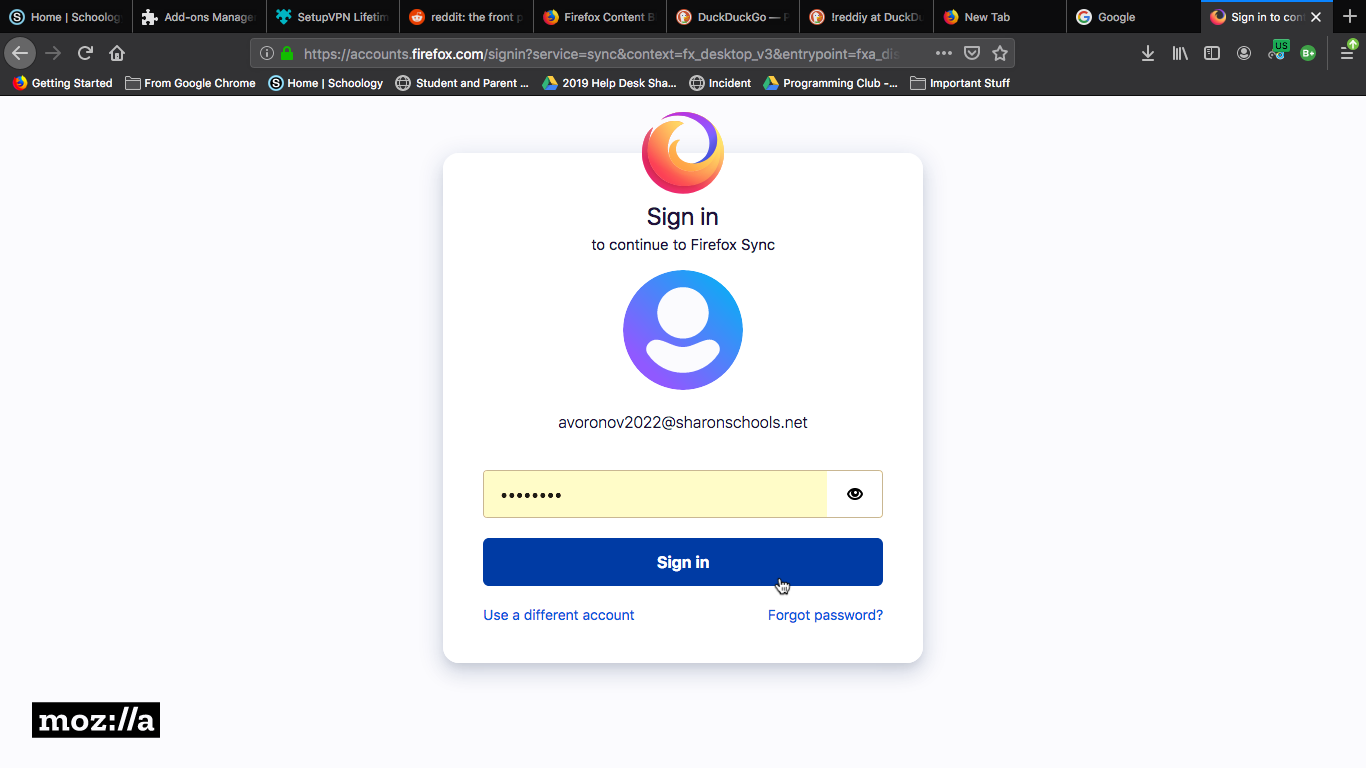 Home | Schoology
Add-ons Manage
SetupVPN Lifetim
reddit: the front p
Firefox Content B
DuckDuckGo — P
!reddiy at DuckDu
New Tab
Google
Sign in to con
https://accounts.firefox.com/signin?service=sync&context=fx_desktop_v3&entrypoint=fxa_dis
US
B+
Getting Started
From Google Chrome
Home | Schoology
Student and Parent ...
2019 Help Desk Sha...
Incident
Programming Club -...
Important Stuff
Sign in
to continue to Firefox Sync
avoronov2022@sharonschools.net
••••••••
Sign in
Use a different account
Forgot password?
moz://a